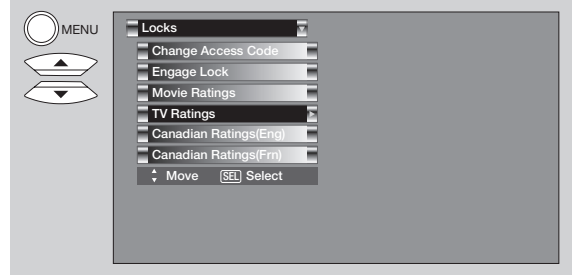 MENU
Locks
Change Access Code
Engage Lock
Movie Ratings
TV Ratings
Canadian Ratings(Eng)
Canadian Ratings(Frn)
Move SEL Select